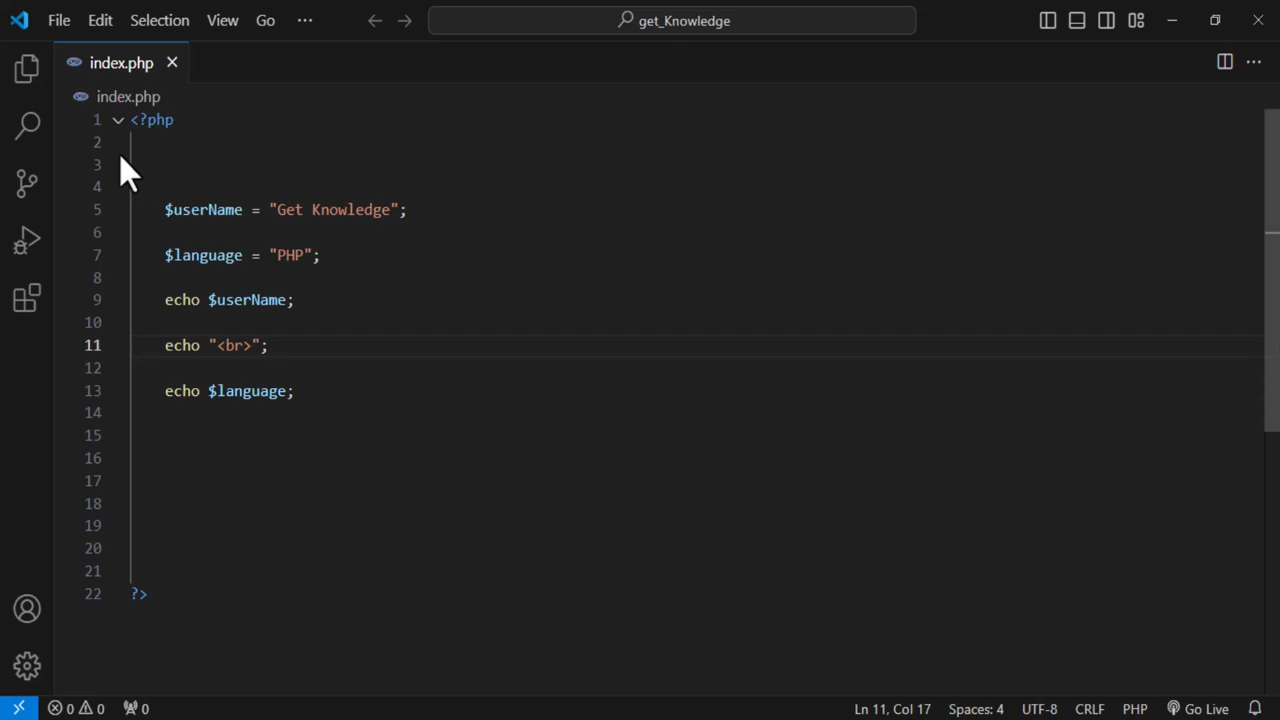 File Edit Selection View Go ··· get_Knowledge
index.php
index.php
1 <?php
2
3
4
5 $userName = "Get Knowledge";
6
7 $language = "PHP";
8
9 echo $userName;
10
11 echo "<br>";
12
13 echo $language;
14
15
16
17
18
19
20
21
22 ?>
0 0 0 Ln 11, Col 17 Spaces: 4 UTF-8 CRLF PHP Go Live